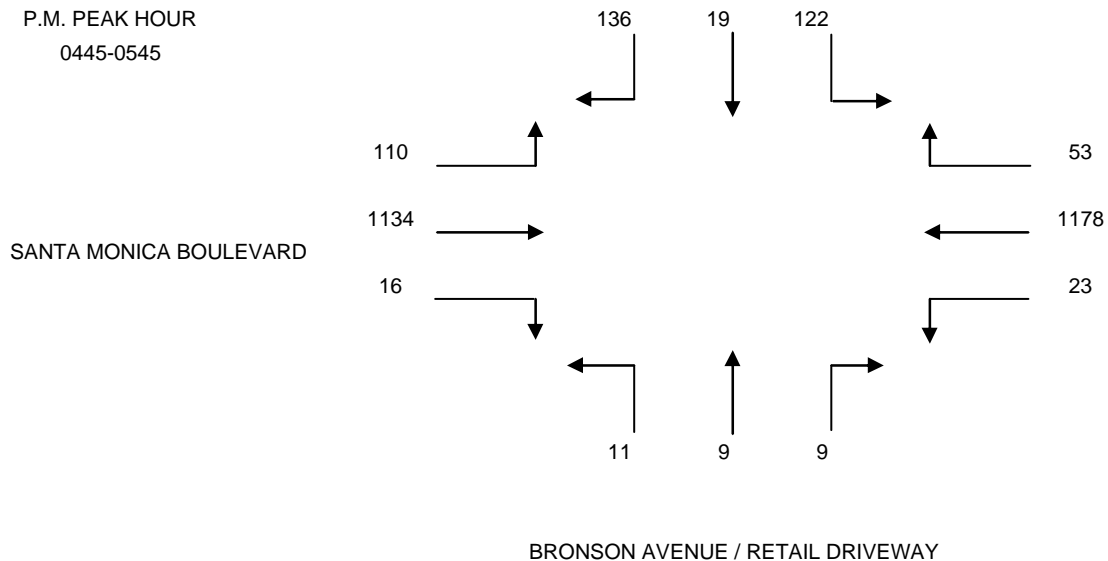 P.M. PEAK HOUR
0445-0545
136 19 122
110 53
1134 1178
SANTA MONICA BOULEVARD
16 23
11 9 9
BRONSON AVENUE / RETAIL DRIVEWAY